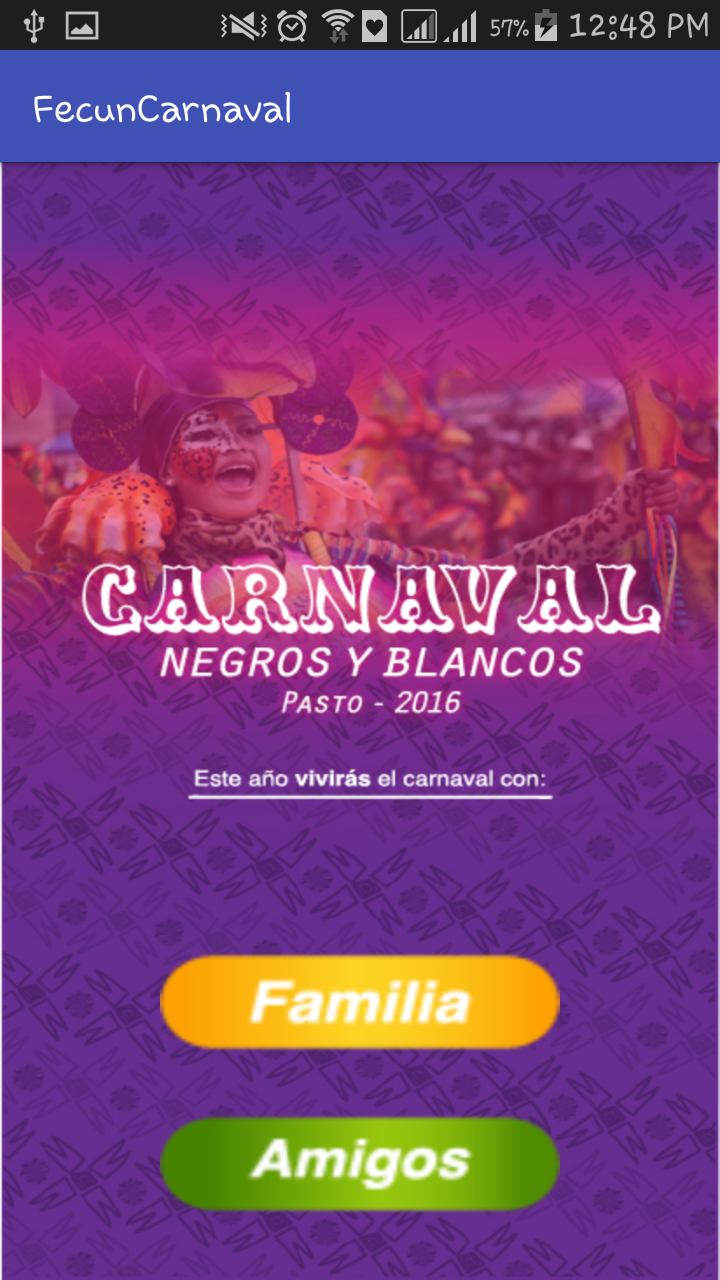 57% 12:48 PM
FecunCarnaval
CARNAVAL
NEGROS Y BLANCOS
PASTO - 2016
Este año vivirás el carnaval con:
Familia
Amigos